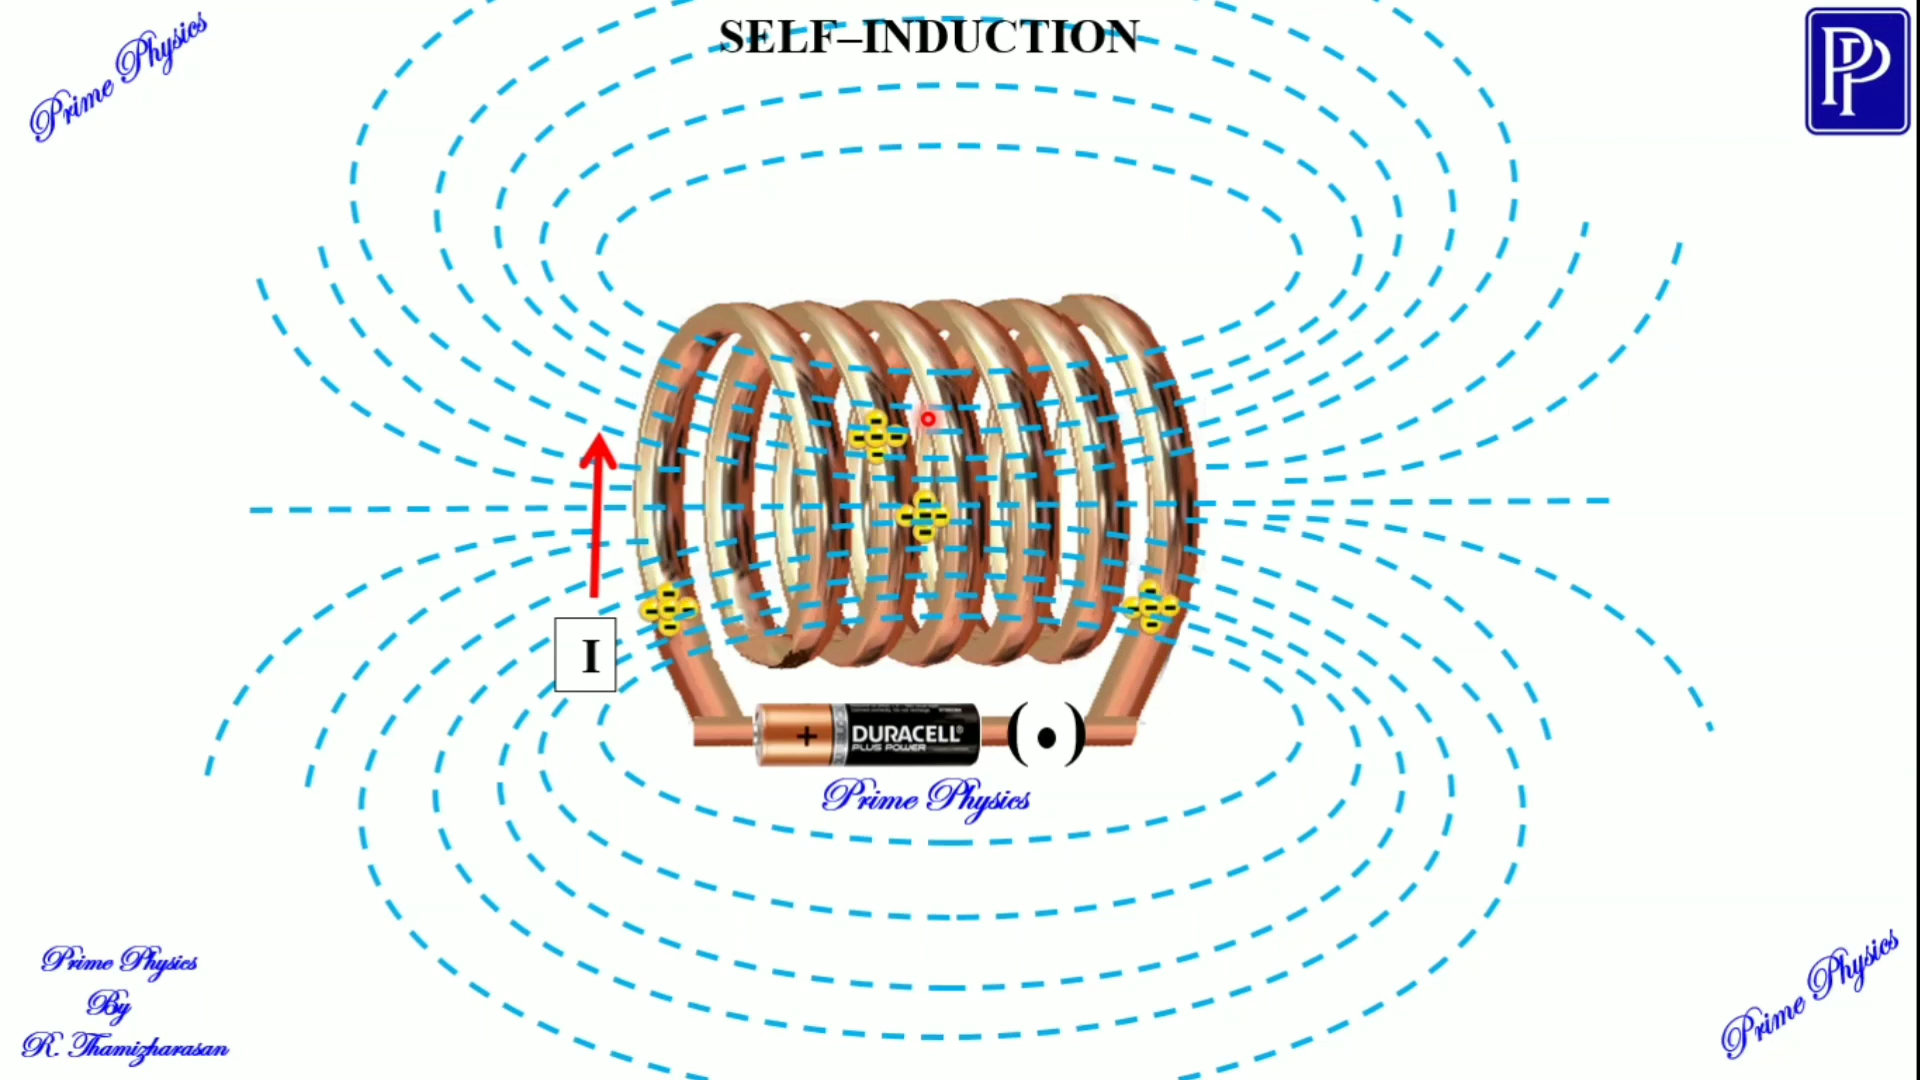 SELF–INDUCTION
Prime Physics
PP
I
+
DURACELL®
PLUS POWER
(•)
Prime Physics
Prime Physics
By
R. Thamizharasan
Prime Physics